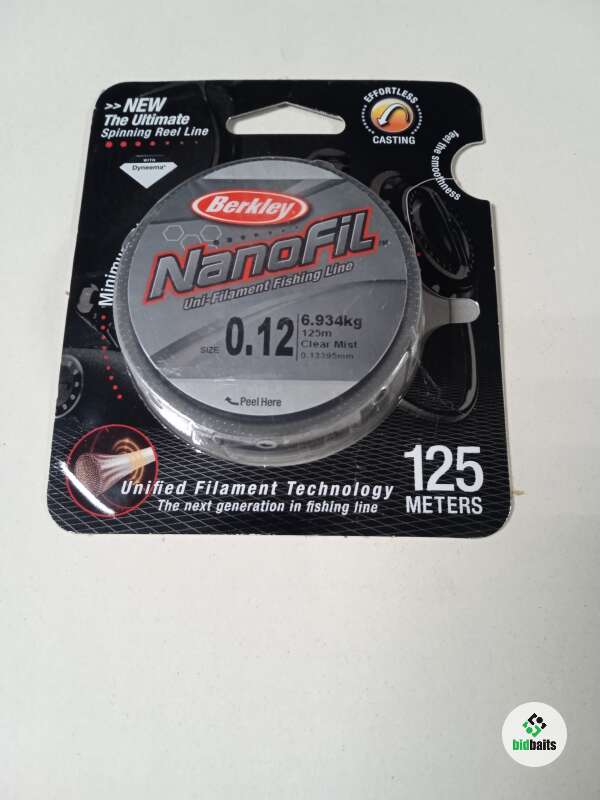 >> NEW
The Ultimate
Spinning Reel Line
WITH
Dyneema®
EFFORTLESS
CASTING
feel the smoothness
Minimu
Berkley
NanoFil™
Uni-Filament Fishing Line
SIZE 0.12
6.934kg
125m
Clear Mist
0.13395mm
Peel Here
Unified Filament Technology
The next generation in fishing line
125
METERS
bidbaits